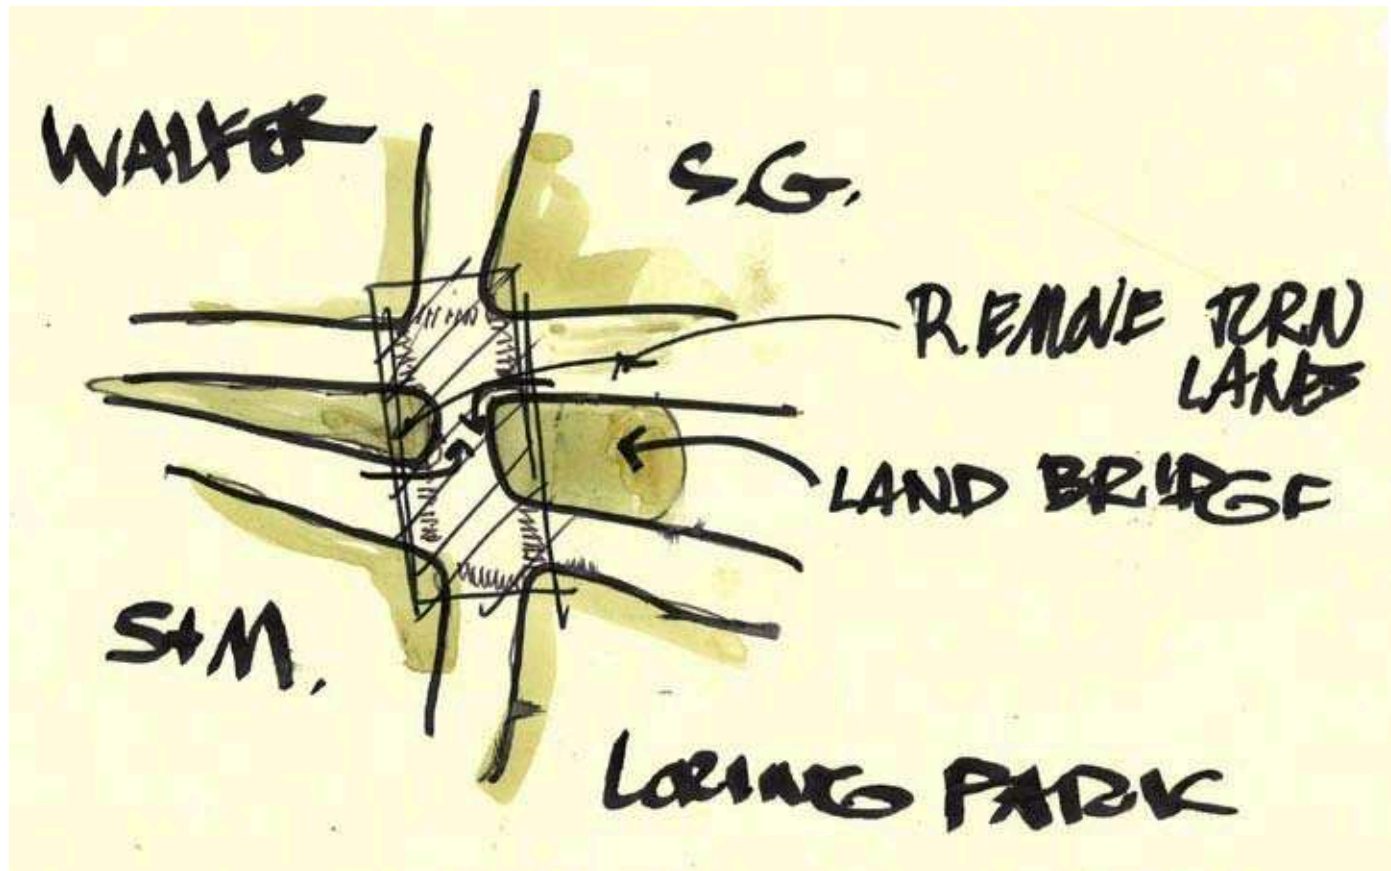 WALKER
S.G.
REMOVE TURN
LANES
LAND BRIDGE
S+M.
LORING PARK